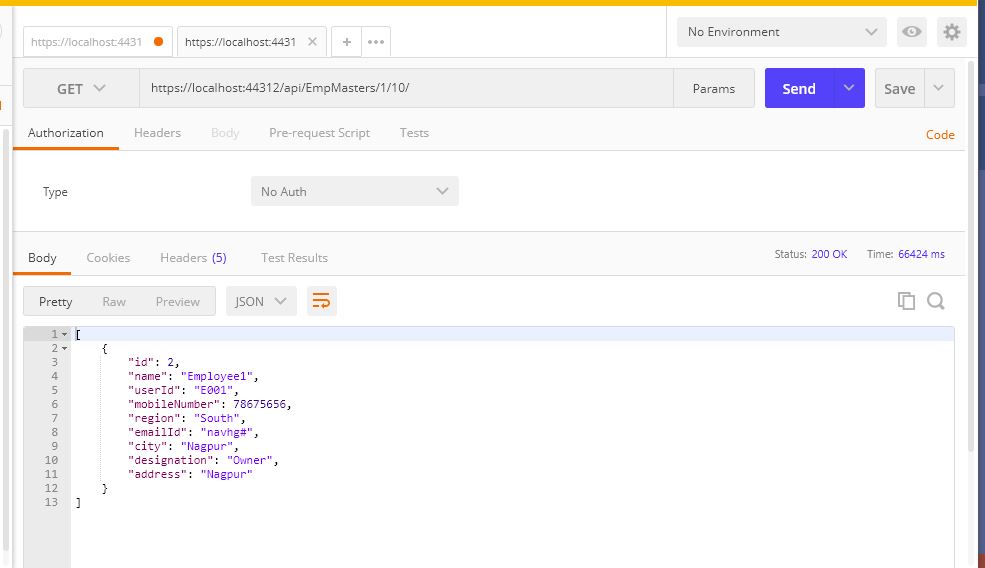 https://localhost:4431
https://localhost:4431
No Environment
GET
https://localhost:44312/api/EmpMasters/1/10/
Params
Send
Save
Authorization
Headers
Body
Pre-request Script
Tests
Code
Type
No Auth
Body
Cookies
Headers (5)
Test Results
Status: 200 OK
Time: 66424 ms
Pretty
Raw
Preview
JSON
1 [
2 {
3 "id": 2,
4 "name": "Employee1",
5 "userId": "E001",
6 "mobileNumber": 78675656,
7 "region": "South",
8 "emailId": "navhg#",
9 "city": "Nagpur",
10 "designation": "Owner",
11 "address": "Nagpur"
12 }
13 ]